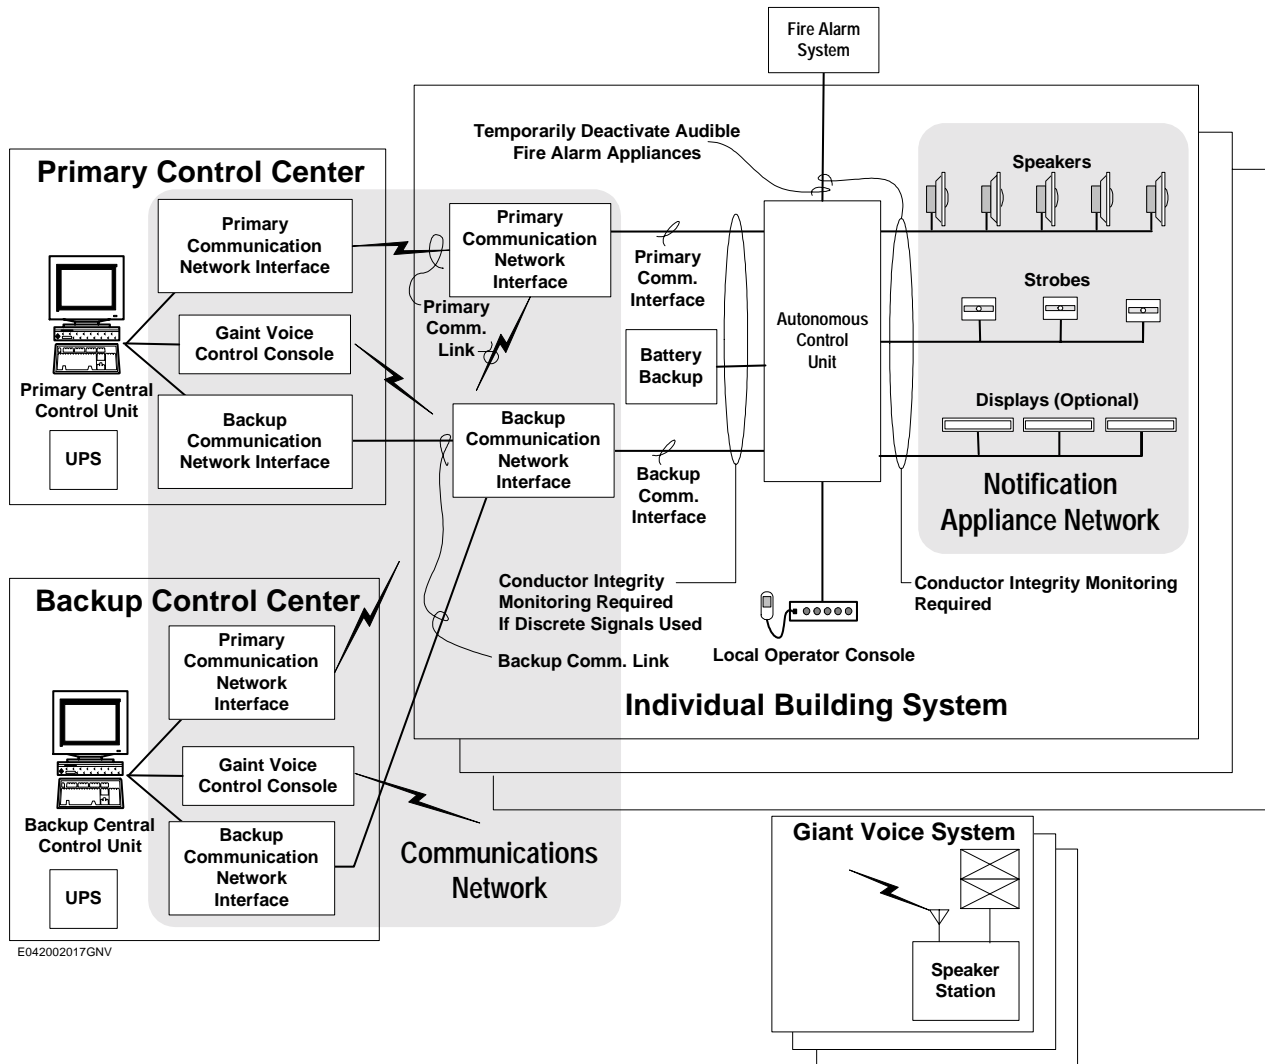 Fire Alarm
System
Temporarily Deactivate Audible
Fire Alarm Appliances
Primary Control Center
Primary
Communication
Network Interface
Gaint Voice
Control Console
Backup
Communication
Network Interface
Primary Central
Control Unit
UPS
Primary
Communication
Network
Interface
Primary
Comm.
Link
Backup
Communication
Network
Interface
Primary
Comm.
Interface
Battery
Backup
Backup
Comm.
Interface
Autonomous
Control
Unit
Speakers
Strobes
Displays (Optional)
Notification
Appliance Network
Conductor Integrity
Monitoring Required
If Discrete Signals Used
Backup Comm. Link
Conductor Integrity Monitoring
Required
Local Operator Console
Individual Building System
Backup Control Center
Primary
Communication
Network
Interface
Gaint Voice
Control Console
Backup
Communication
Network
Interface
Backup Central
Control Unit
UPS
Communications
Network
E042002017GNV
Giant Voice System
Speaker
Station